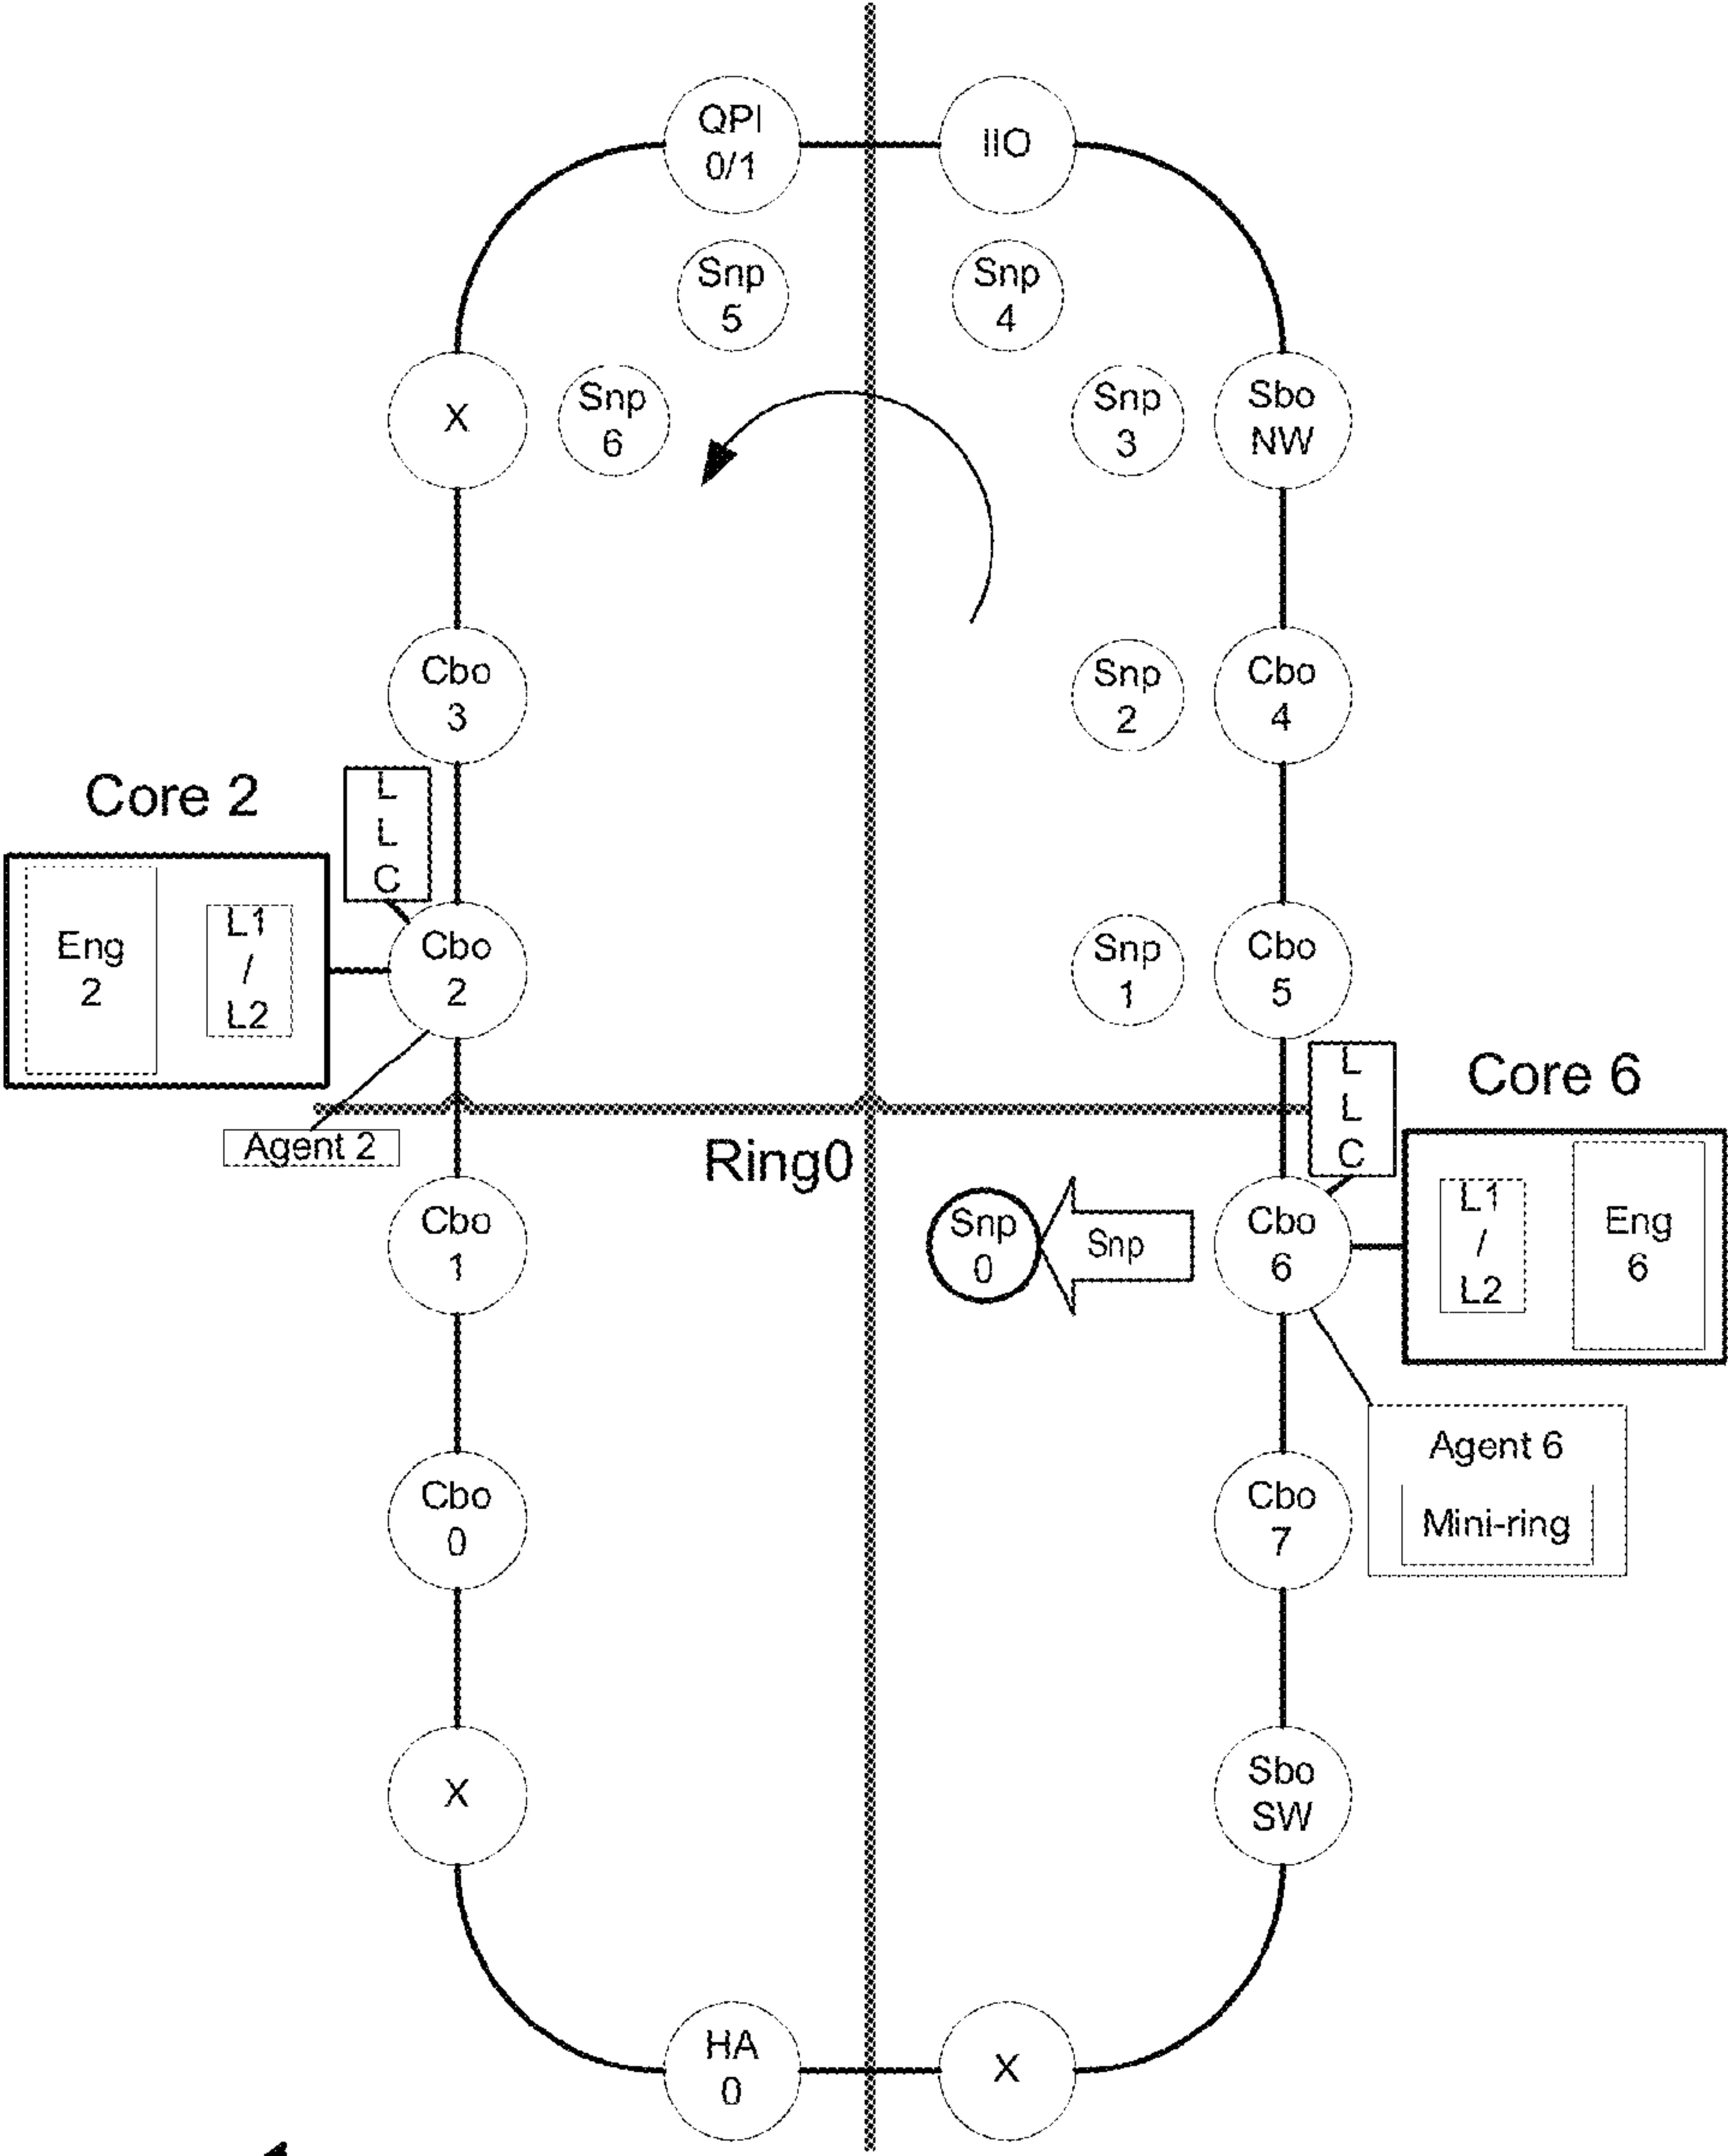 QPI
0/1
IIO
Snp
5
Snp
4
X
Snp
6
Snp
3
Sbo
NW
Cbo
3
Snp
2
Cbo
4
Core 2
L
L
C
Eng
2
L1
/
L2
Cbo
2
Snp
1
Cbo
5
Agent 2
Ring0
L
L
C
Core 6
Cbo
1
Snp
0
Snp
Cbo
6
L1
/
L2
Eng
6
Cbo
0
Cbo
7
Agent 6
Mini-ring
X
Sbo
SW
HA
0
X